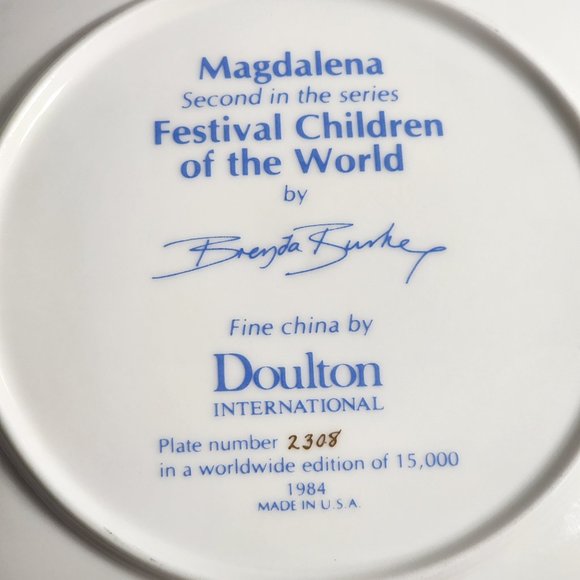 Magdalena
Second in the series
Festival Children
of the World
by
Brenda Burke
Fine china by
Doulton
INTERNATIONAL
Plate number 2308
in a worldwide edition of 15,000
1984
MADE IN U.S.A.